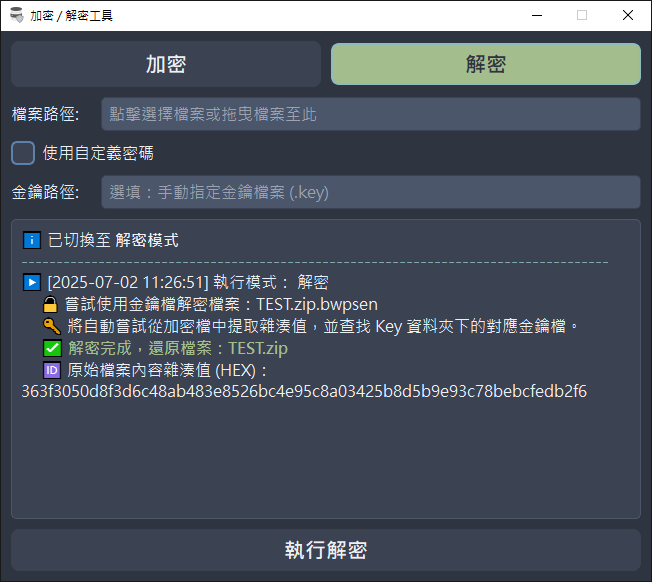 加密 / 解密工具
加密
解密
檔案路徑:
點擊選擇檔案或拖曳檔案至此
使用自定義密碼
金鑰路徑:
選填：手動指定金鑰檔案 (.key)
已切換至 解密模式
--------------------------------------------------------------------------------
[2025-07-02 11:26:51] 執行模式： 解密
嘗試使用金鑰檔解密檔案：TEST.zip.bwpsen
將自動嘗試從加密檔中提取雜湊值，並查找 Key 資料夾下的對應金鑰檔。
解密完成，還原檔案：TEST.zip
ID 原始檔案內容雜湊值 (HEX)：
363f3050d8f3d6c48ab483e8526bc4e95c8a03425b8d5b9e93c78bebcfedb2f6
執行解密